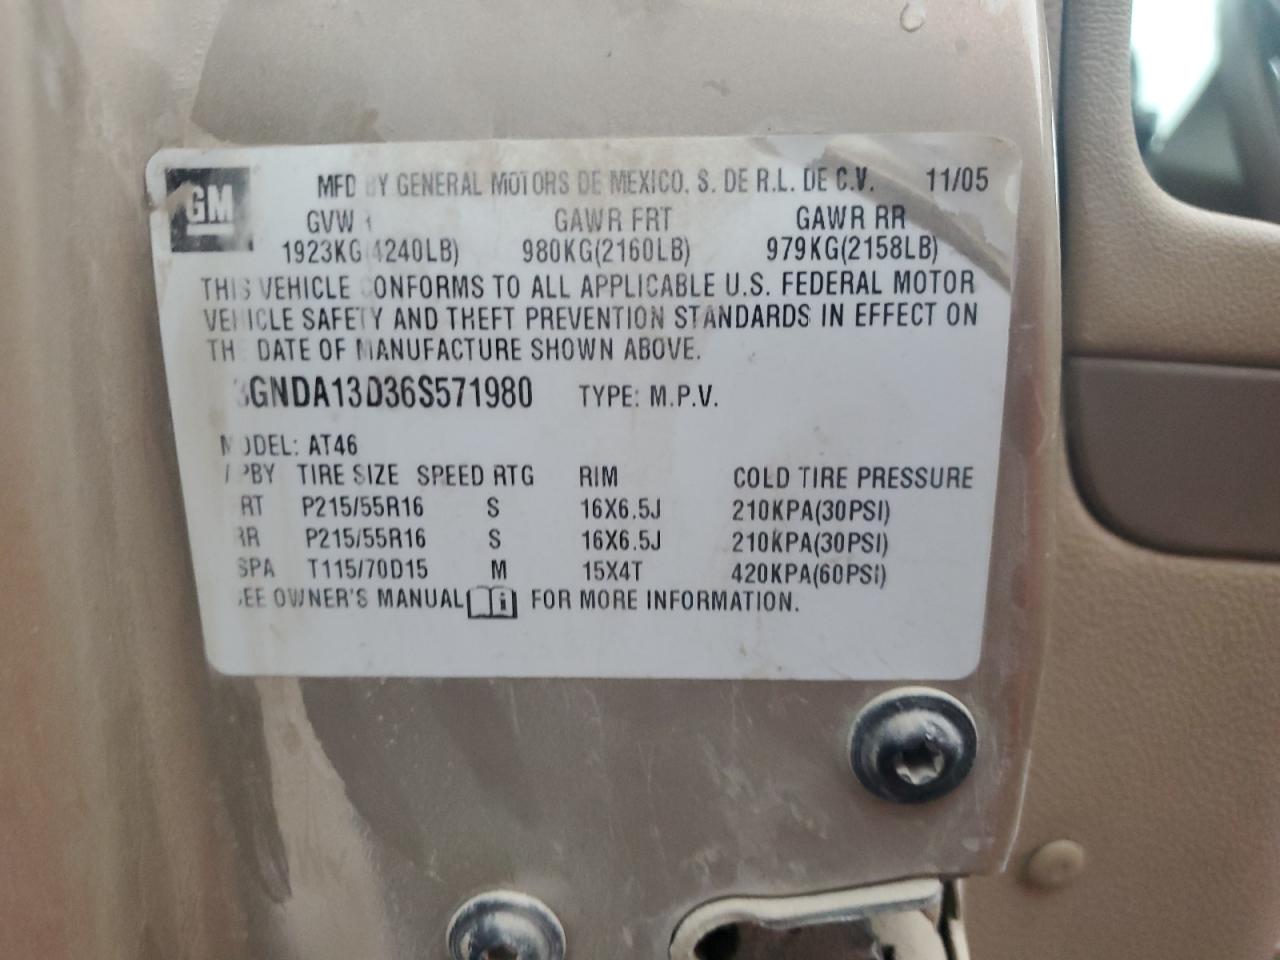 GM
MFD BY GENERAL MOTORS DE MEXICO, S. DE R.L. DE C.V. 11/05
GVW GAWR FRT GAWR RR
1923KG(4240LB) 980KG(2160LB) 979KG(2158LB)
THIS VEHICLE CONFORMS TO ALL APPLICABLE U.S. FEDERAL MOTOR
VEHICLE SAFETY AND THEFT PREVENTION STANDARDS IN EFFECT ON
THE DATE OF MANUFACTURE SHOWN ABOVE.
3GNDA13D36S571980 TYPE: M.P.V.
MODEL: AT46
TIRE SIZE SPEED RTG RIM COLD TIRE PRESSURE
RT P215/55R16 S 16X6.5J 210KPA(30PSI)
RR P215/55R16 S 16X6.5J 210KPA(30PSI)
SPA T115/70D15 M 15X4T 420KPA(60PSI)
SEE OWNER'S MANUAL FOR MORE INFORMATION.